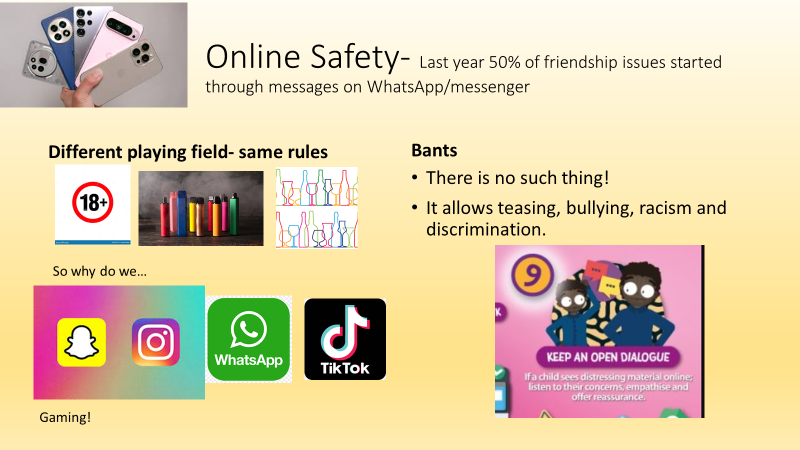 Online Safety- Last year 50% of friendship issues started
through messages on WhatsApp/messenger
Different playing field- same rules
18+
So why do we…
WhatsApp
TikTok
Gaming!
Bants
• There is no such thing!
• It allows teasing, bullying, racism and
discrimination.
9
KEEP AN OPEN DIALOGUE
If a child sees distressing material online;
listen to their concerns, empathise and
offer reassurance.